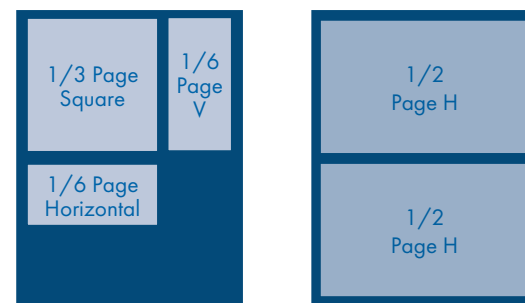 1/3 Page
Square
1/6
Page
V
1/6 Page
Horizontal
1/2
Page H
1/2
Page H